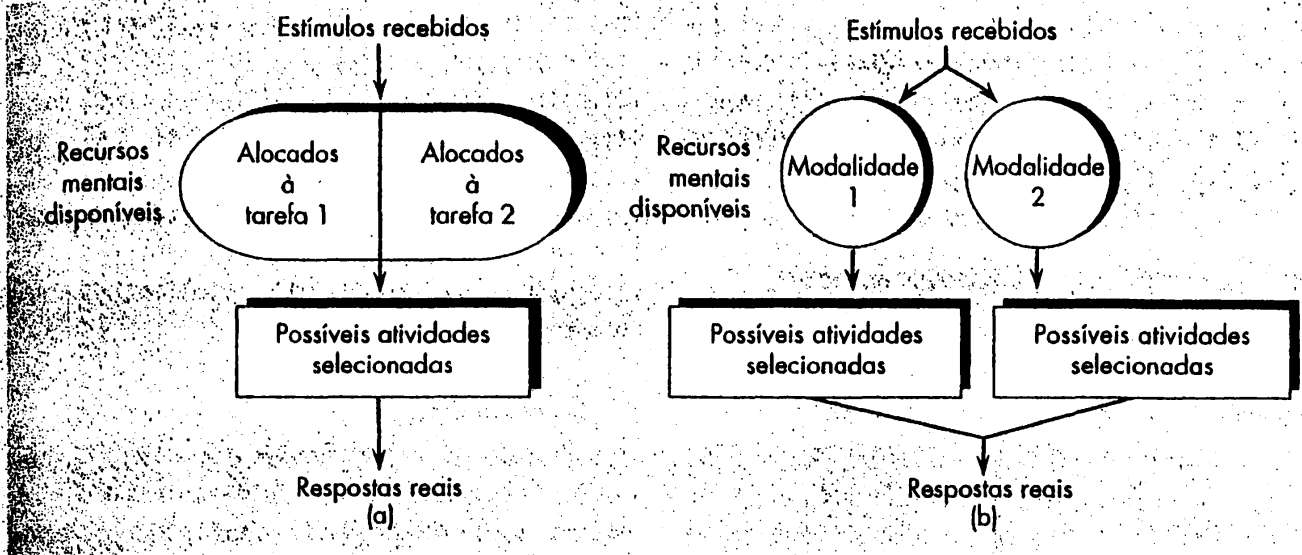 Estímulos recebidos
Recursos
mentais
disponíveis
Alocados
à
tarefa 1
Alocados
à
tarefa 2
Possíveis atividades
selecionadas
Respostas reais
(a)
Estímulos recebidos
Recursos
mentais
disponíveis
Modalidade
1
Modalidade
2
Possíveis atividades
selecionadas
Possíveis atividades
selecionadas
Respostas reais
(b)